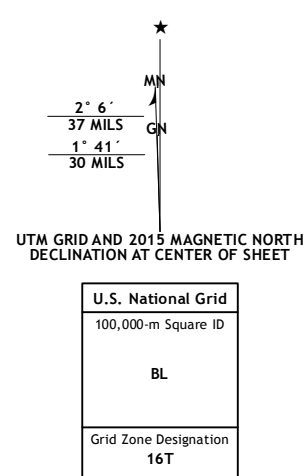 ★
MN
2° 6´
37 MILS
GN
1° 41´
30 MILS
UTM GRID AND 2015 MAGNETIC NORTH
DECLINATION AT CENTER OF SHEET
U.S. National Grid
100,000-m Square ID
BL
Grid Zone Designation
16T